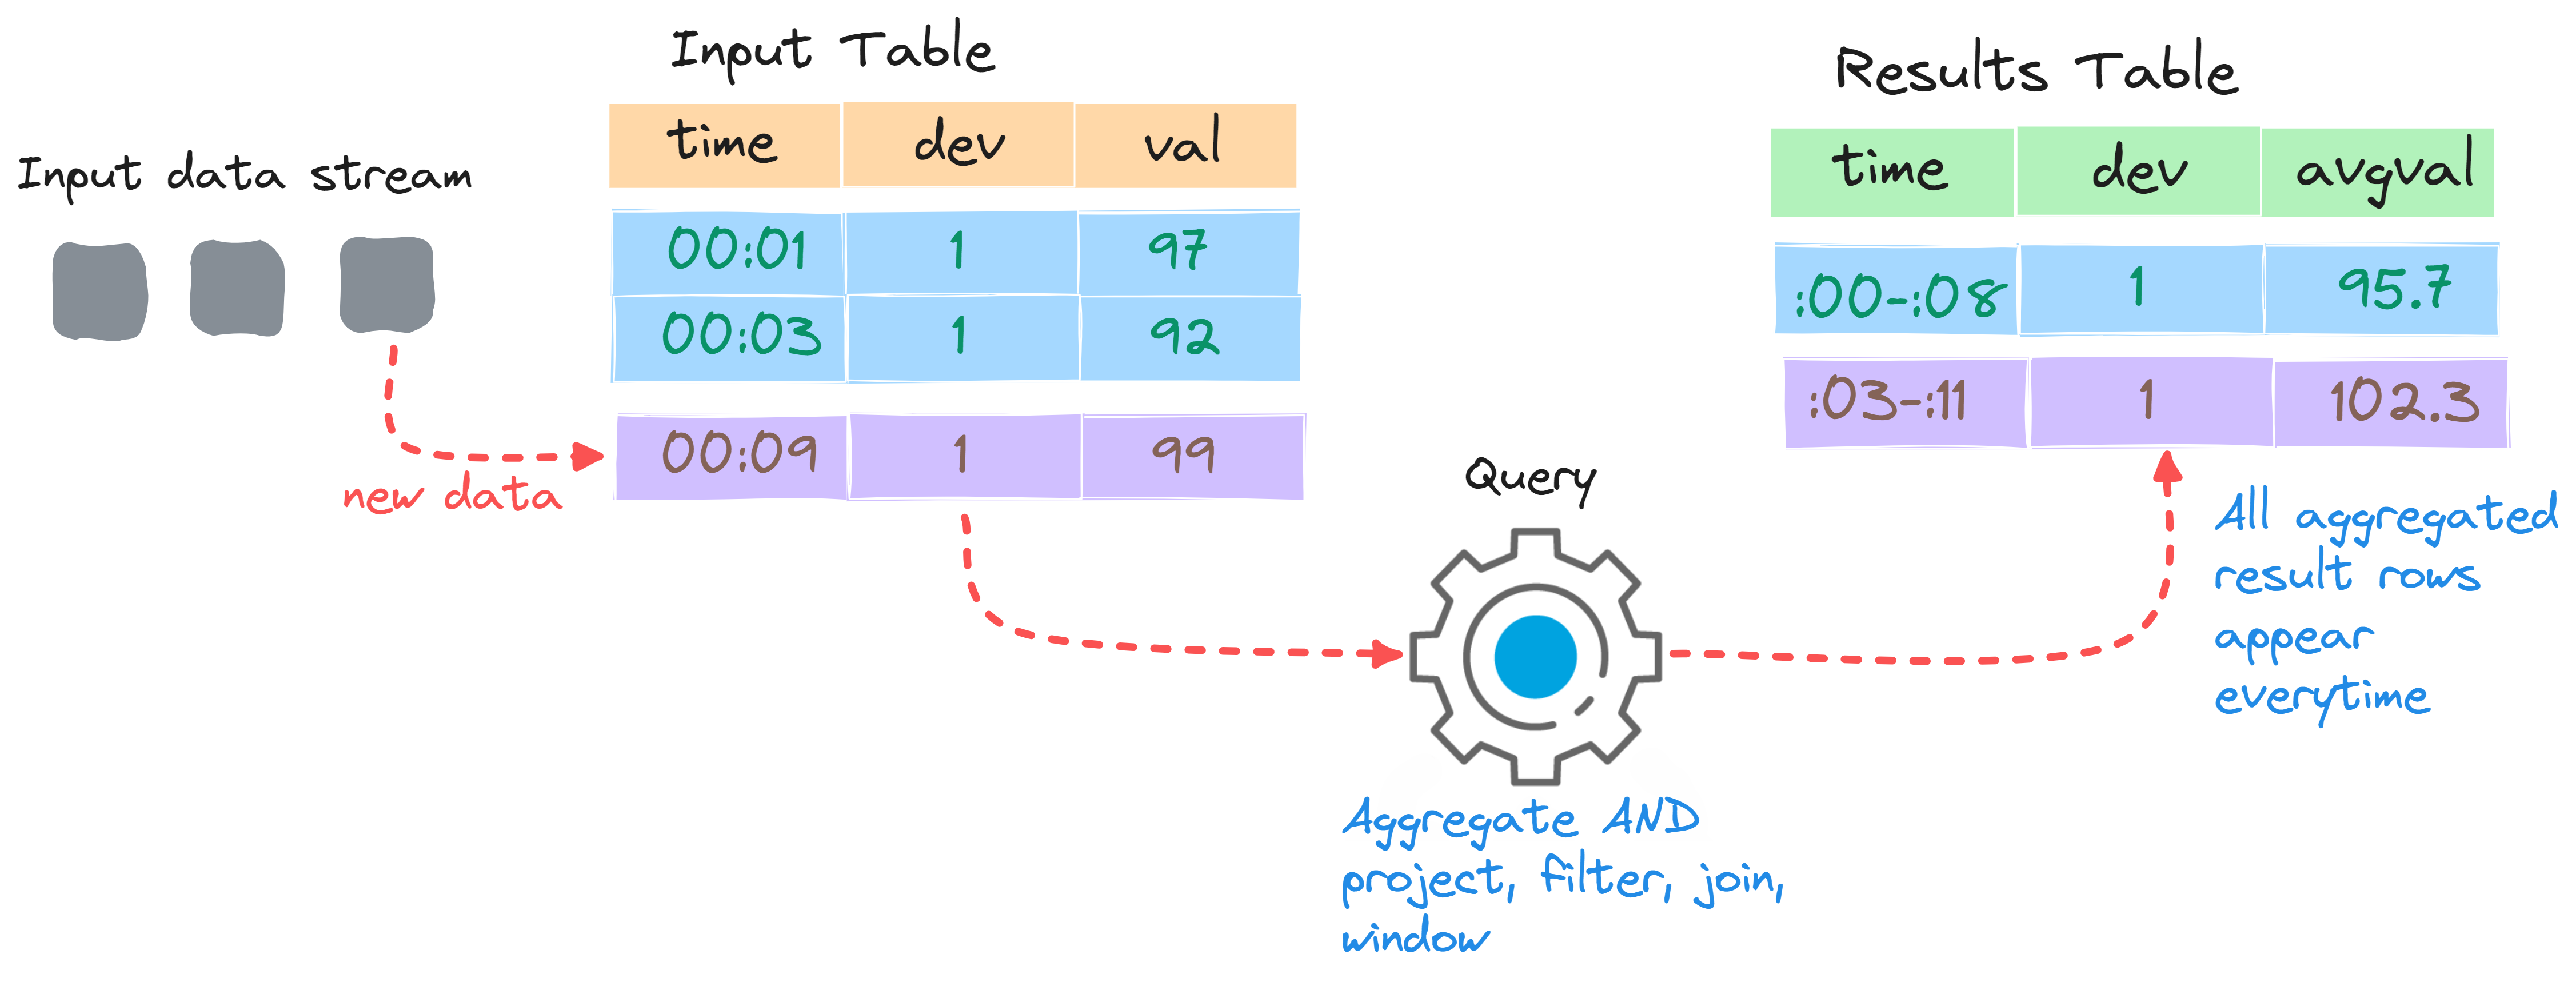 Input data stream
new data
Input Table
time dev val
00:01 1 97
00:03 1 92
00:09 1 99
Query
Aggregate AND
project, filter, join,
window
Results Table
time dev avgval
:00-:08 1 95.7
:03-:11 1 102.3
All aggregated
result rows
appear
everytime